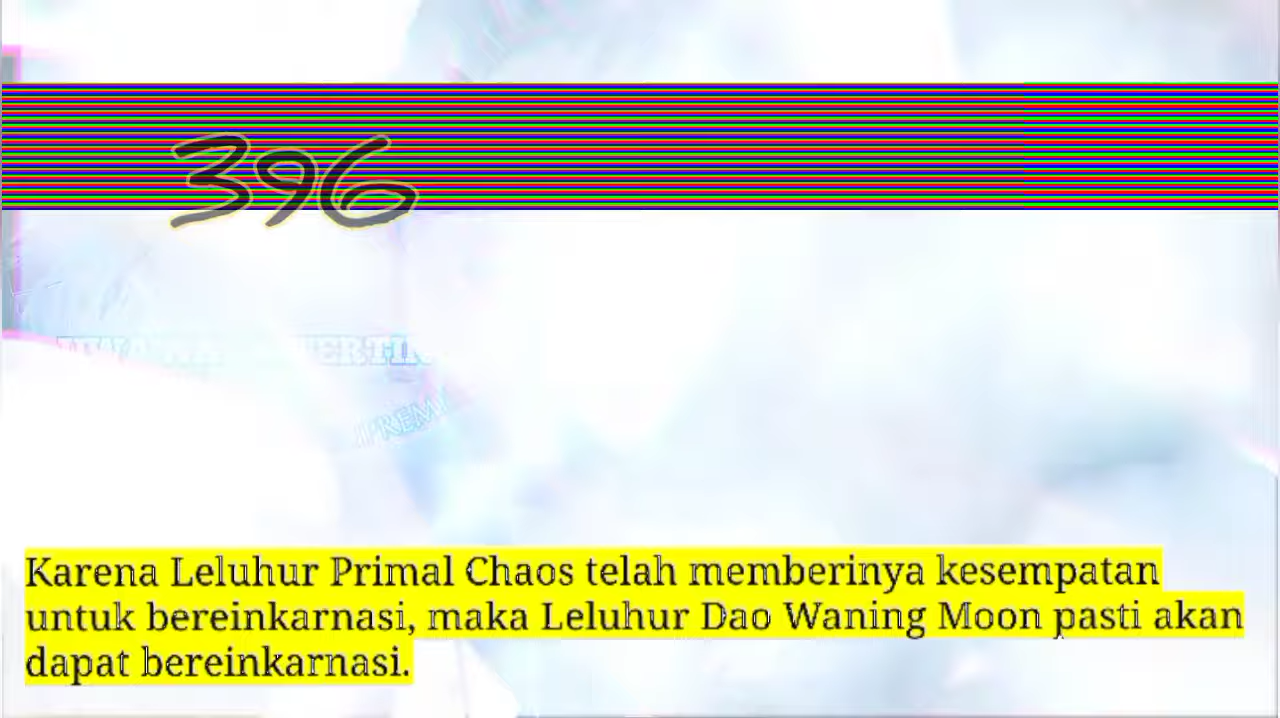 396
Karena Leluhur Primal Chaos telah memberinya kesempatan
untuk bereinkarnasi, maka Leluhur Dao Waning Moon pasti akan
dapat bereinkarnasi.